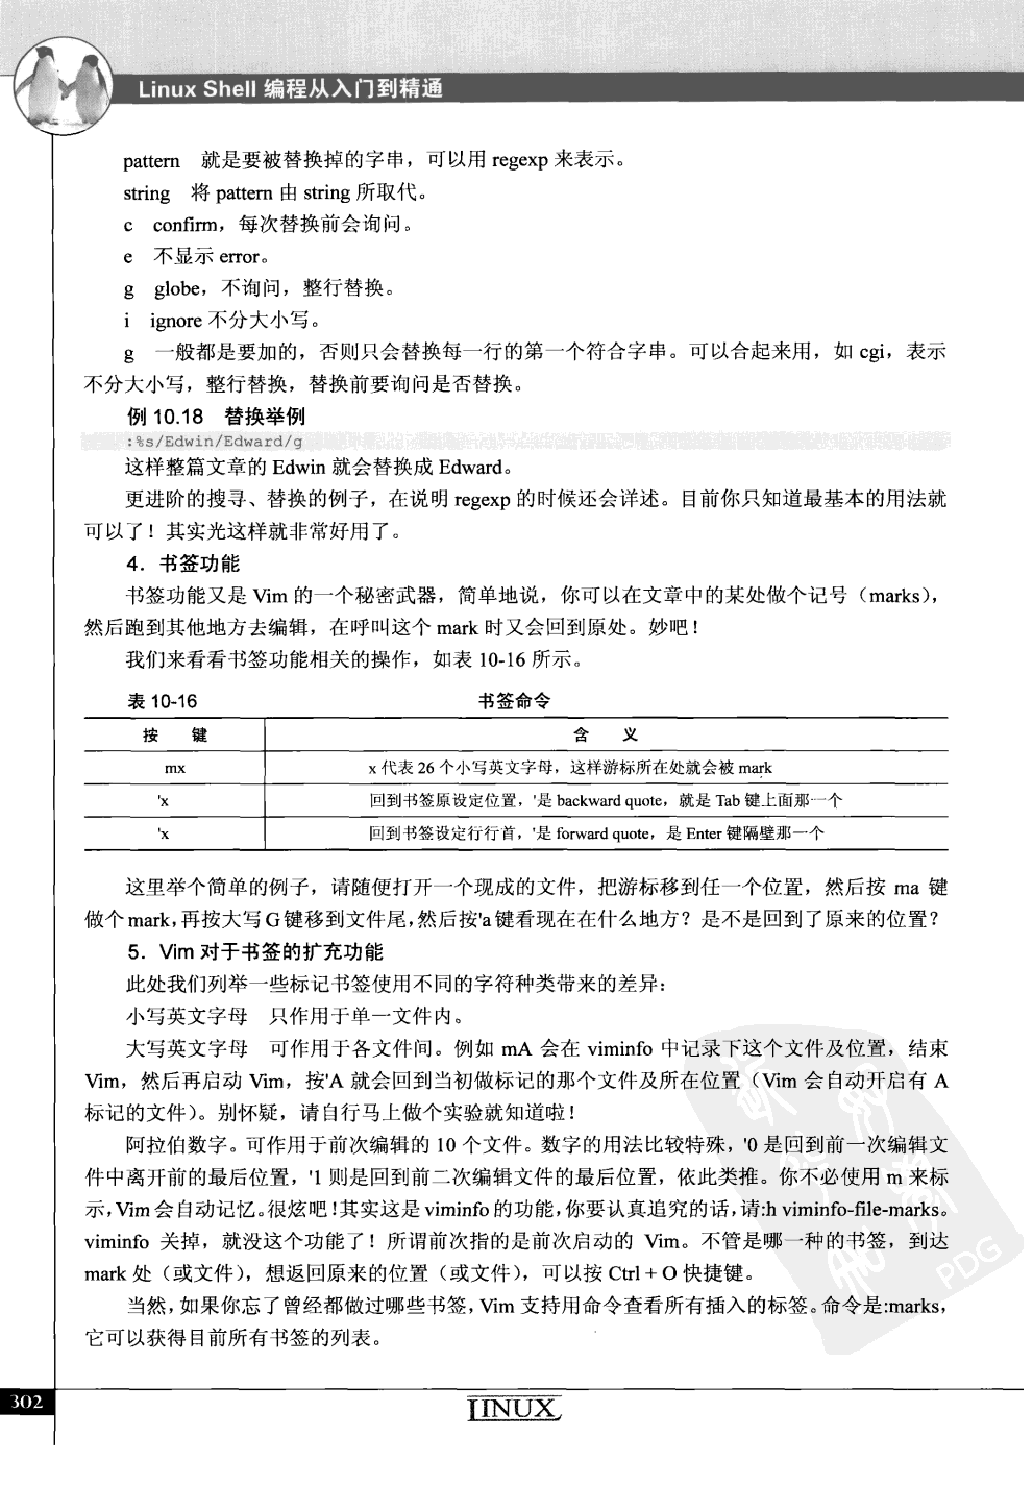 Linux Shell 编程从入门到精通
pattern 就是要被替换掉的字串，可以用 regexp 来表示。
string 将 pattern 由 string 所取代。
c confirm，每次替换前会询问。
e 不显示 error。
g globe，不询问，整行替换。
i ignore 不分大小写。
g 一般都是要加的，否则只会替换每一行的第一个符合字串。可以合起来用，如 cgi，表示
不分大小写，整行替换，替换前要询问是否替换。
例 10.18 替换举例
:%s/Edwin/Edward/g
这样整篇文章的 Edwin 就会替换成 Edward。
更进阶的搜寻、替换的例子，在说明 regexp 的时候还会详述。目前你只知道最基本的用法就
可以了！其实光这样就非常好用了。
4．书签功能
书签功能又是 Vim 的一个秘密武器，简单地说，你可以在文章中的某处做个记号（marks），
然后跑到其他地方去编辑，在呼叫这个 mark 时又会回到原处。妙吧！
我们来看看书签功能相关的操作，如表 10-16 所示。
表 10-16 书签命令
按 键 含 义
mx x 代表 26 个小写英文字母，这样游标所在处就会被 mark
'x 回到书签原设定位置，'是 backward quote，就是 Tab 键上面那一个
'x 回到书签设定行行首，'是 forward quote，是 Enter 键隔壁那一个
这里举个简单的例子，请随便打开一个现成的文件，把游标移到任一个位置，然后按 ma 键
做个 mark，再按大写 G 键移到文件尾，然后按'a 键看现在在什么地方？是不是回到了原来的位置？
5．Vim 对于书签的扩充功能
此处我们列举一些标记书签使用不同的字符种类带来的差异：
小写英文字母 只作用于单一文件内。
大写英文字母 可作用于各文件间。例如 mA 会在 viminfo 中记录下这个文件及位置，结束
Vim，然后再启动 Vim，按'A 就会回到当初做标记的那个文件及所在位置（Vim 会自动开启有 A
标记的文件）。别怀疑，请自行马上做个实验就知道啦！
阿拉伯数字。可作用于前次编辑的 10 个文件。数字的用法比较特殊，'0 是回到前一次编辑文
件中离开前的最后位置，'1 则是回到前二次编辑文件的最后位置，依此类推。你不必使用 m 来标
示，Vim 会自动记忆。很炫吧！其实这是 viminfo 的功能，你要认真追究的话，请:h viminfo-file-marks。
viminfo 关掉，就没这个功能了！所谓前次指的是前次启动的 Vim。不管是哪一种的书签，到达
mark 处（或文件），想返回原来的位置（或文件），可以按 Ctrl + O 快捷键。
当然，如果你忘了曾经都做过哪些书签，Vim 支持用命令查看所有插入的标签。命令是:marks，
它可以获得目前所有书签的列表。
PDG
302
LINUX